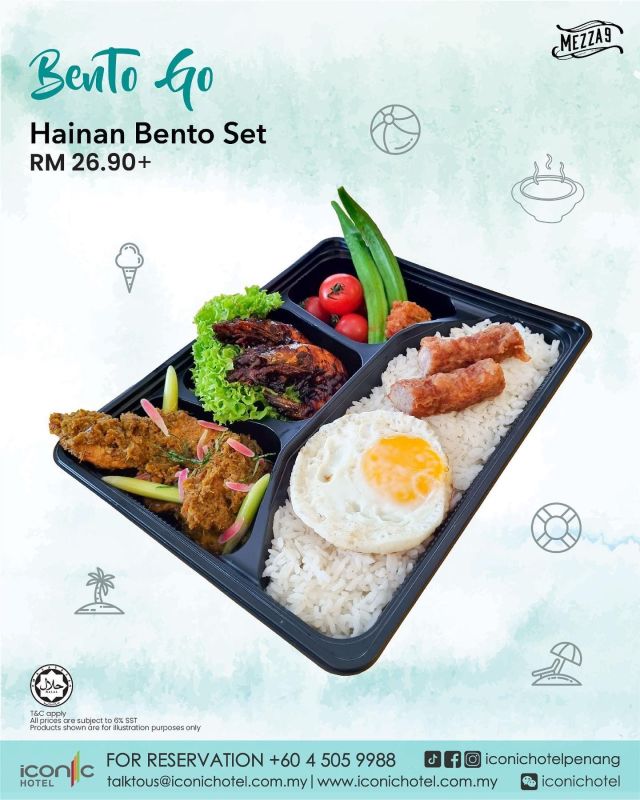 MEZZA9
Bento Go
Hainan Bento Set
RM 26.90+
حلال
HALAL
T&C apply
All prices are subject to 6% SST
Products shown are for illustration purposes only
iconic HOTEL
FOR RESERVATION +60 4 505 9988
iconichotelpenang
talktous@iconichotel.com.my | www.iconichotel.com.my
iconichotel